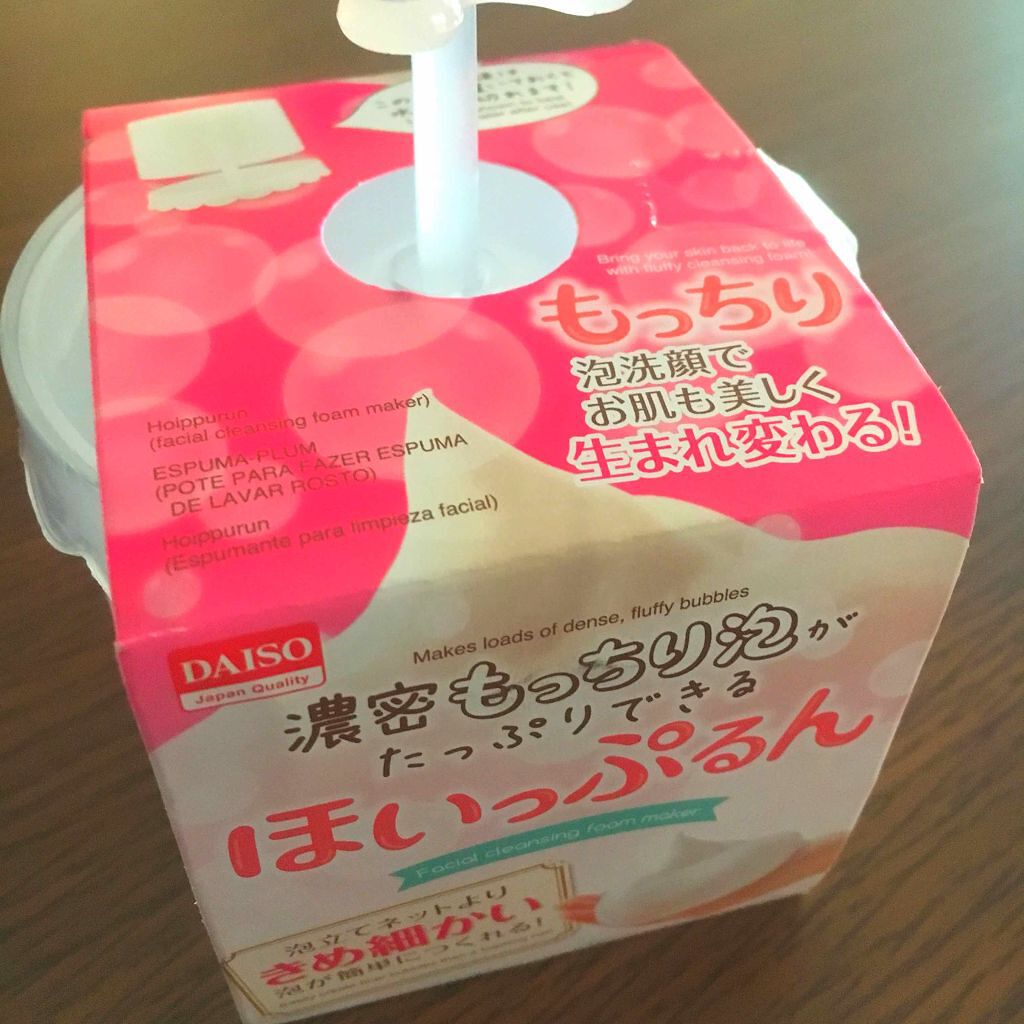 Bring your skin back to life
with fluffy cleansing foam!
もっちり
泡洗顔で
お肌も美しく
生まれ変わる!
Hoippurun
(facial cleansing foam maker)
ESPUMA-PLUM
(POTE PARA FAZER ESPUMA
DE LAVAR ROSTO)
Hoippurun
(Espumante para limpieza facial)
DAISO
Japan Quality
Makes loads of dense, fluffy bubbles
濃密もっちり泡が
たっぷりできる
ほいっぷるん
Facial cleansing foam maker
泡立てネットより
きめ細かい
泡が簡単につくれる!